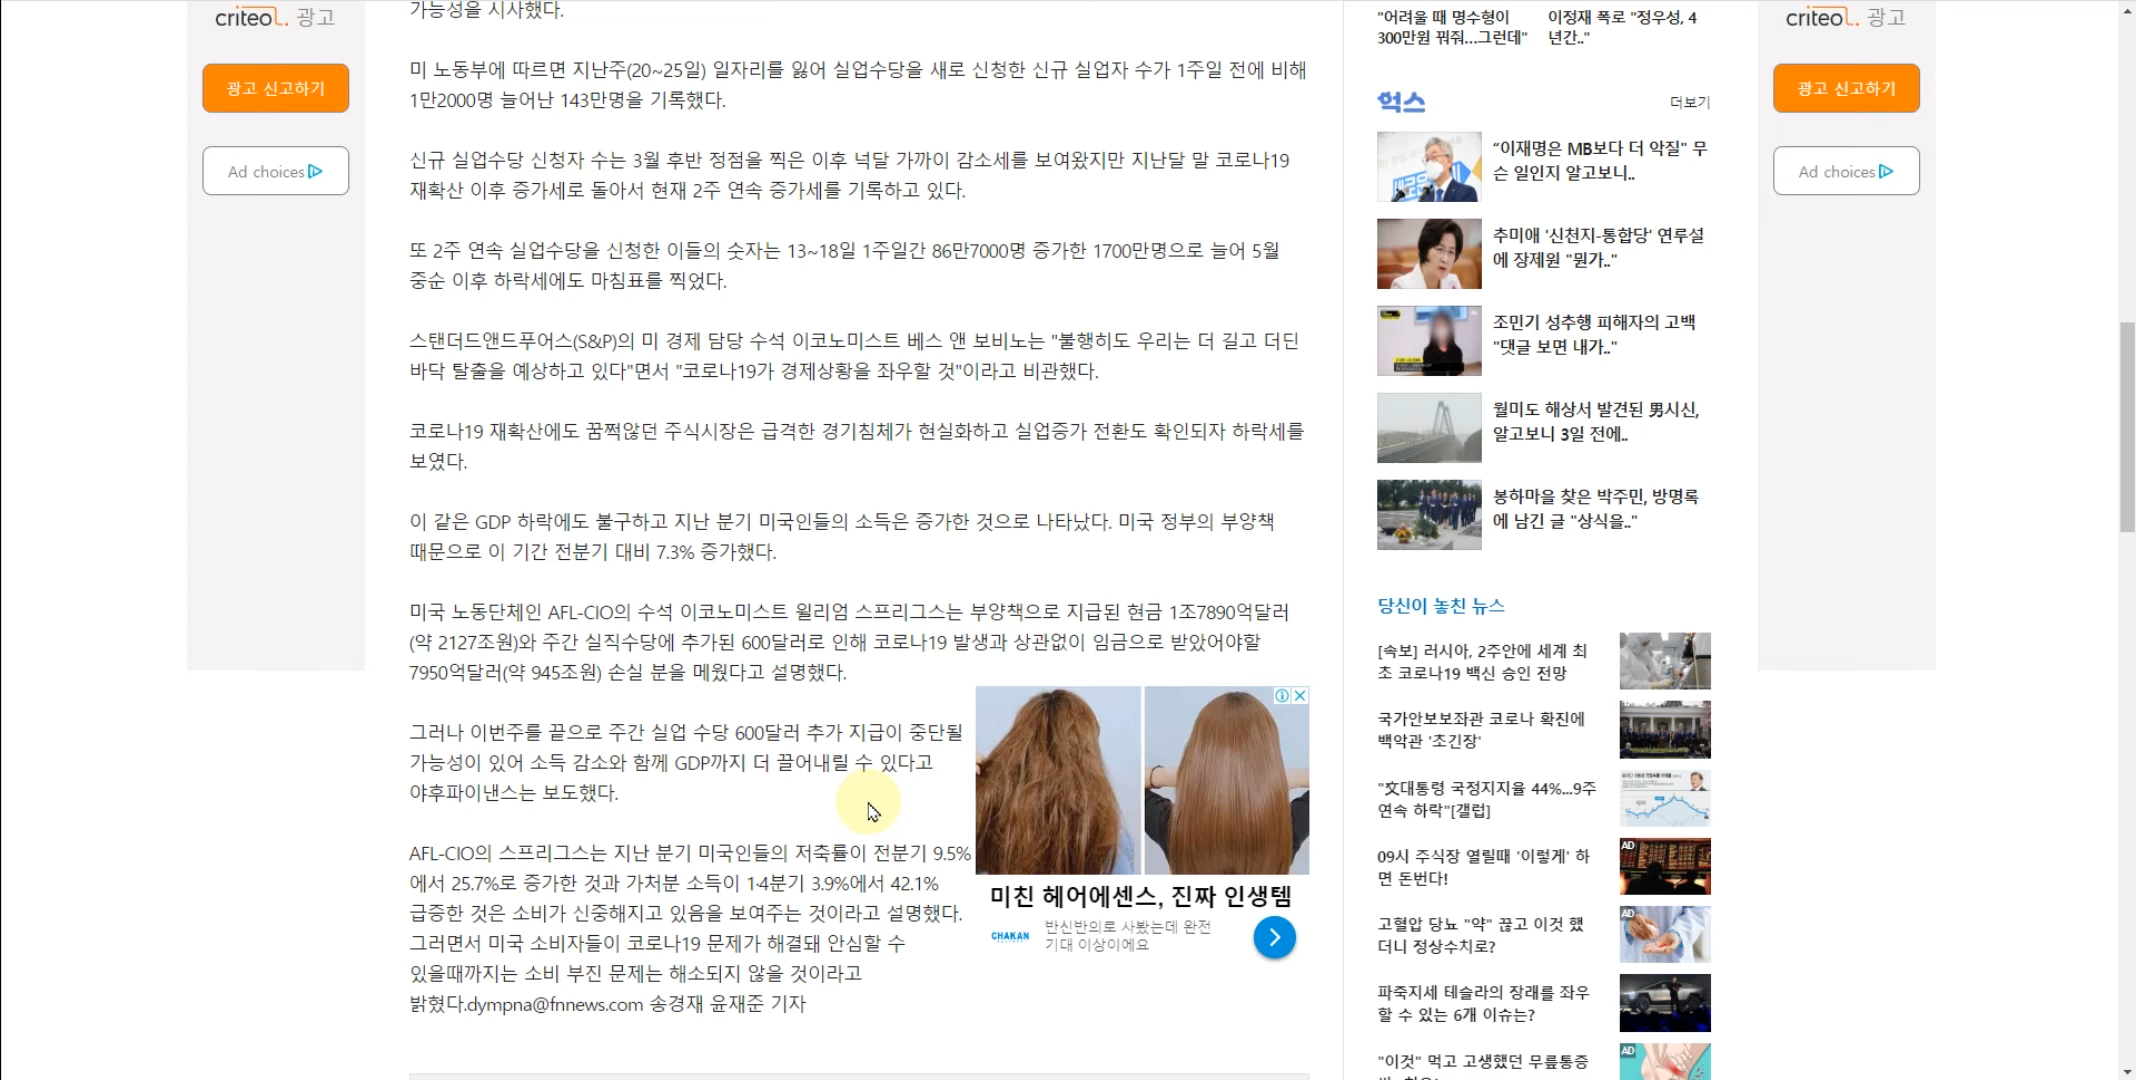 criteo. 광고
광고 신고하기
Ad choices
가능성을 시사했다.
미 노동부에 따르면 지난주(20~25일) 일자리를 잃어 실업수당을 새로 신청한 신규 실업자 수가 1주일 전에 비해
1만2000명 늘어난 143만명을 기록했다.
신규 실업수당 신청자 수는 3월 후반 정점을 찍은 이후 넉달 가까이 감소세를 보여왔지만 지난달 말 코로나19
재확산 이후 증가세로 돌아서 현재 2주 연속 증가세를 기록하고 있다.
또 2주 연속 실업수당을 신청한 이들의 숫자는 13~18일 1주일간 86만7000명 증가한 1700만명으로 늘어 5월
중순 이후 하락세에도 마침표를 찍었다.
스탠더드앤드푸어스(S&P)의 미 경제 담당 수석 이코노미스트 베스 앤 보비노는 "불행히도 우리는 더 길고 더딘
바닥 탈출을 예상하고 있다"면서 "코로나19가 경제상황을 좌우할 것"이라고 비관했다.
코로나19 재확산에도 꿈쩍않던 주식시장은 급격한 경기침체가 현실화하고 실업증가 전환도 확인되자 하락세를
보였다.
이 같은 GDP 하락에도 불구하고 지난 분기 미국인들의 소득은 증가한 것으로 나타났다. 미국 정부의 부양책
때문으로 이 기간 전분기 대비 7.3% 증가했다.
미국 노동단체인 AFL-CIO의 수석 이코노미스트 윌리엄 스프리그스는 부양책으로 지급된 현금 1조7890억달러
(약 2127조원)와 주간 실직수당에 추가된 600달러로 인해 코로나19 발생과 상관없이 임금으로 받았어야할
7950억달러(약 945조원) 손실 분을 메웠다고 설명했다.
그러나 이번주를 끝으로 주간 실업 수당 600달러 추가 지급이 중단될
가능성이 있어 소득 감소와 함께 GDP까지 더 끌어내릴 수 있다고
야후파이낸스는 보도했다.
AFL-CIO의 스프리그스는 지난 분기 미국인들의 저축률이 전분기 9.5%
에서 25.7%로 증가한 것과 가처분 소득이 1·4분기 3.9%에서 42.1%
급증한 것은 소비가 신중해지고 있음을 보여주는 것이라고 설명했다.
그러면서 미국 소비자들이 코로나19 문제가 해결돼 안심할 수
있을때까지는 소비 부진 문제는 해소되지 않을 것이라고
밝혔다.dympna@fnnews.com 송경재 윤재준 기자
미친 헤어에센스, 진짜 인생템
CHAKAN
반신반의로 사봤는데 완전
기대 이상이에요
"어려울 때 명수형이
300만원 꿔줘...그런데"
이정재 폭로 "정우성, 4
년간.."
헉스
더보기
“이재명은 MB보다 더 악질" 무
슨 일인지 알고보니..
추미애 '신천지-통합당' 연루설
에 장제원 "뭔가.."
조민기 성추행 피해자의 고백
"댓글 보면 내가.."
월미도 해상서 발견된 男시신,
알고보니 3일 전에..
봉하마을 찾은 박주민, 방명록
에 남긴 글 "상식을.."
당신이 놓친 뉴스
[속보] 러시아, 2주안에 세계 최
초 코로나19 백신 승인 전망
국가안보보좌관 코로나 확진에
백악관 '초긴장'
"文대통령 국정지지율 44%...9주
연속 하락"[갤럽]
09시 주식장 열릴때 '이렇게' 하
면 돈번다!
AD
고혈압 당뇨 "약" 끊고 이것 했
더니 정상수치로?
AD
파죽지세 테슬라의 장래를 좌우
할 수 있는 6개 이슈는?
"이것" 먹고 고생했던 무릎통증
AD
criteo. 광고
광고 신고하기
Ad choices